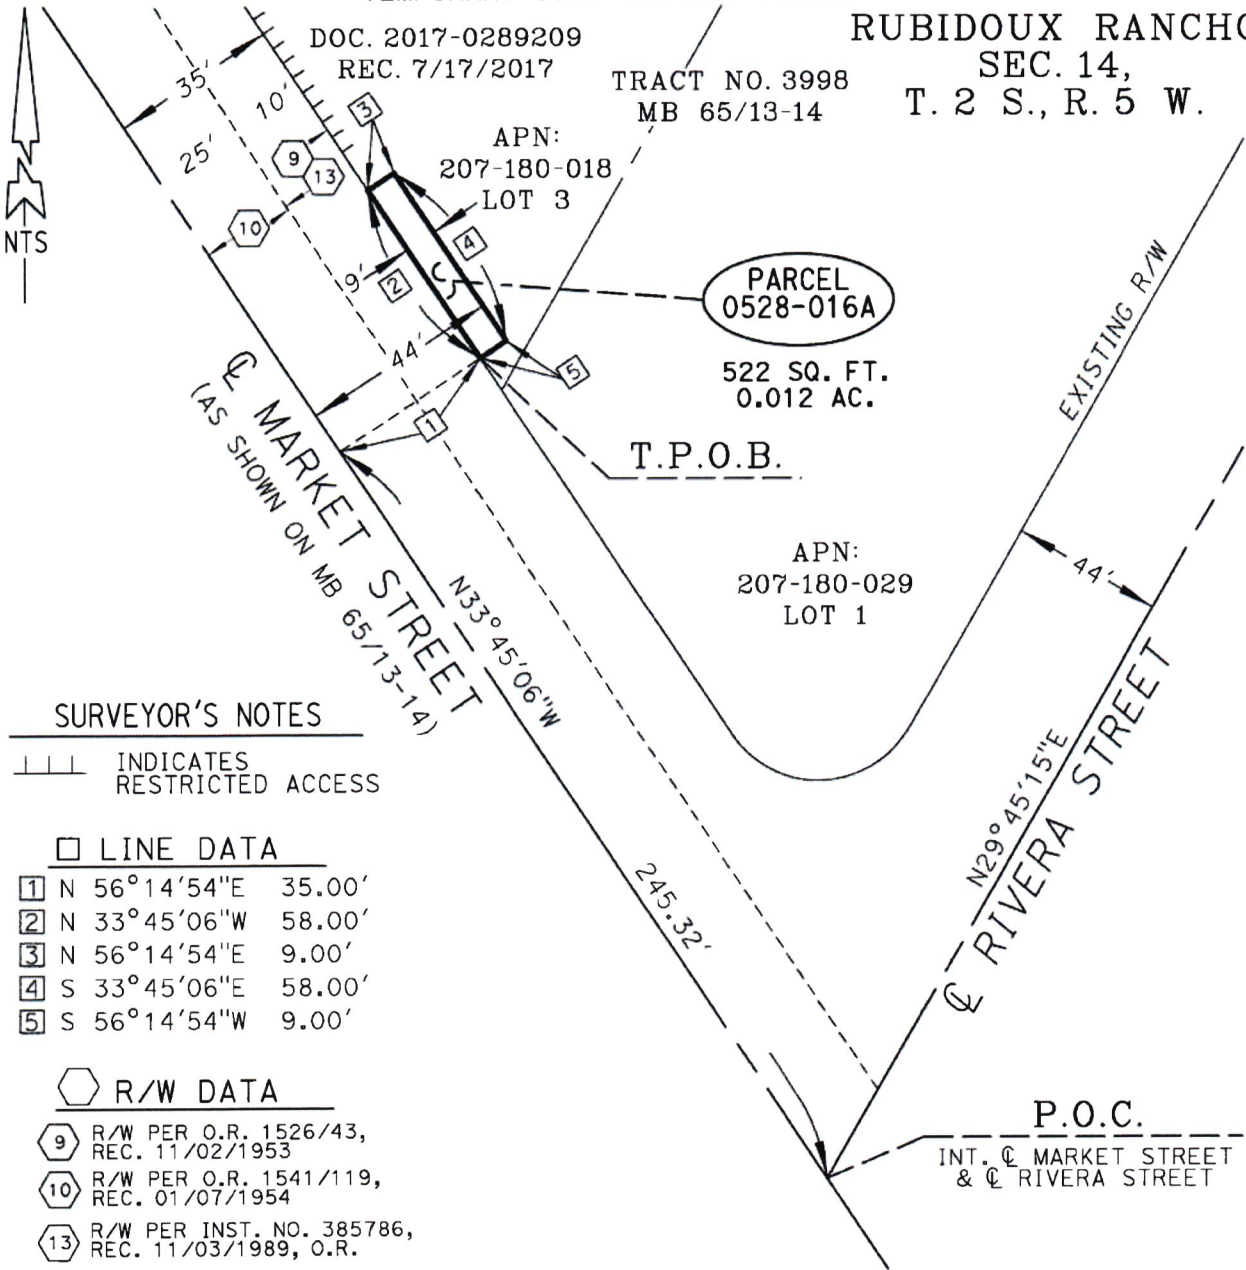 DOC. 2017-0289209
REC. 7/17/2017
RUBIDOUX RANCHO
SEC. 14,
T. 2 S., R. 5 W.
TRACT NO. 3998
MB 65/13-14
APN:
207-180-018
LOT 3
35'
10'
25'
3
9
13
10
NTS
4
9'
2
44'
5
1
PARCEL
0528-016A
522 SQ. FT.
0.012 AC.
T.P.O.B.
EXISTING R/W
44'
℄ MARKET STREET
(AS SHOWN ON MB 65/13-14)
N33°45'06"W
245.32'
APN:
207-180-029
LOT 1
N29°45'15"E
℄ RIVERA STREET
P.O.C.
INT. ℄ MARKET STREET
& ℄ RIVERA STREET
SURVEYOR'S NOTES
INDICATES
RESTRICTED ACCESS
LINE DATA
1 N 56°14'54"E 35.00'
2 N 33°45'06"W 58.00'
3 N 56°14'54"E 9.00'
4 S 33°45'06"E 58.00'
5 S 56°14'54"W 9.00'
R/W DATA
9 R/W PER O.R. 1526/43,
REC. 11/02/1953
10 R/W PER O.R. 1541/119,
REC. 01/07/1954
13 R/W PER INST. NO. 385786,
REC. 11/03/1989, O.R.